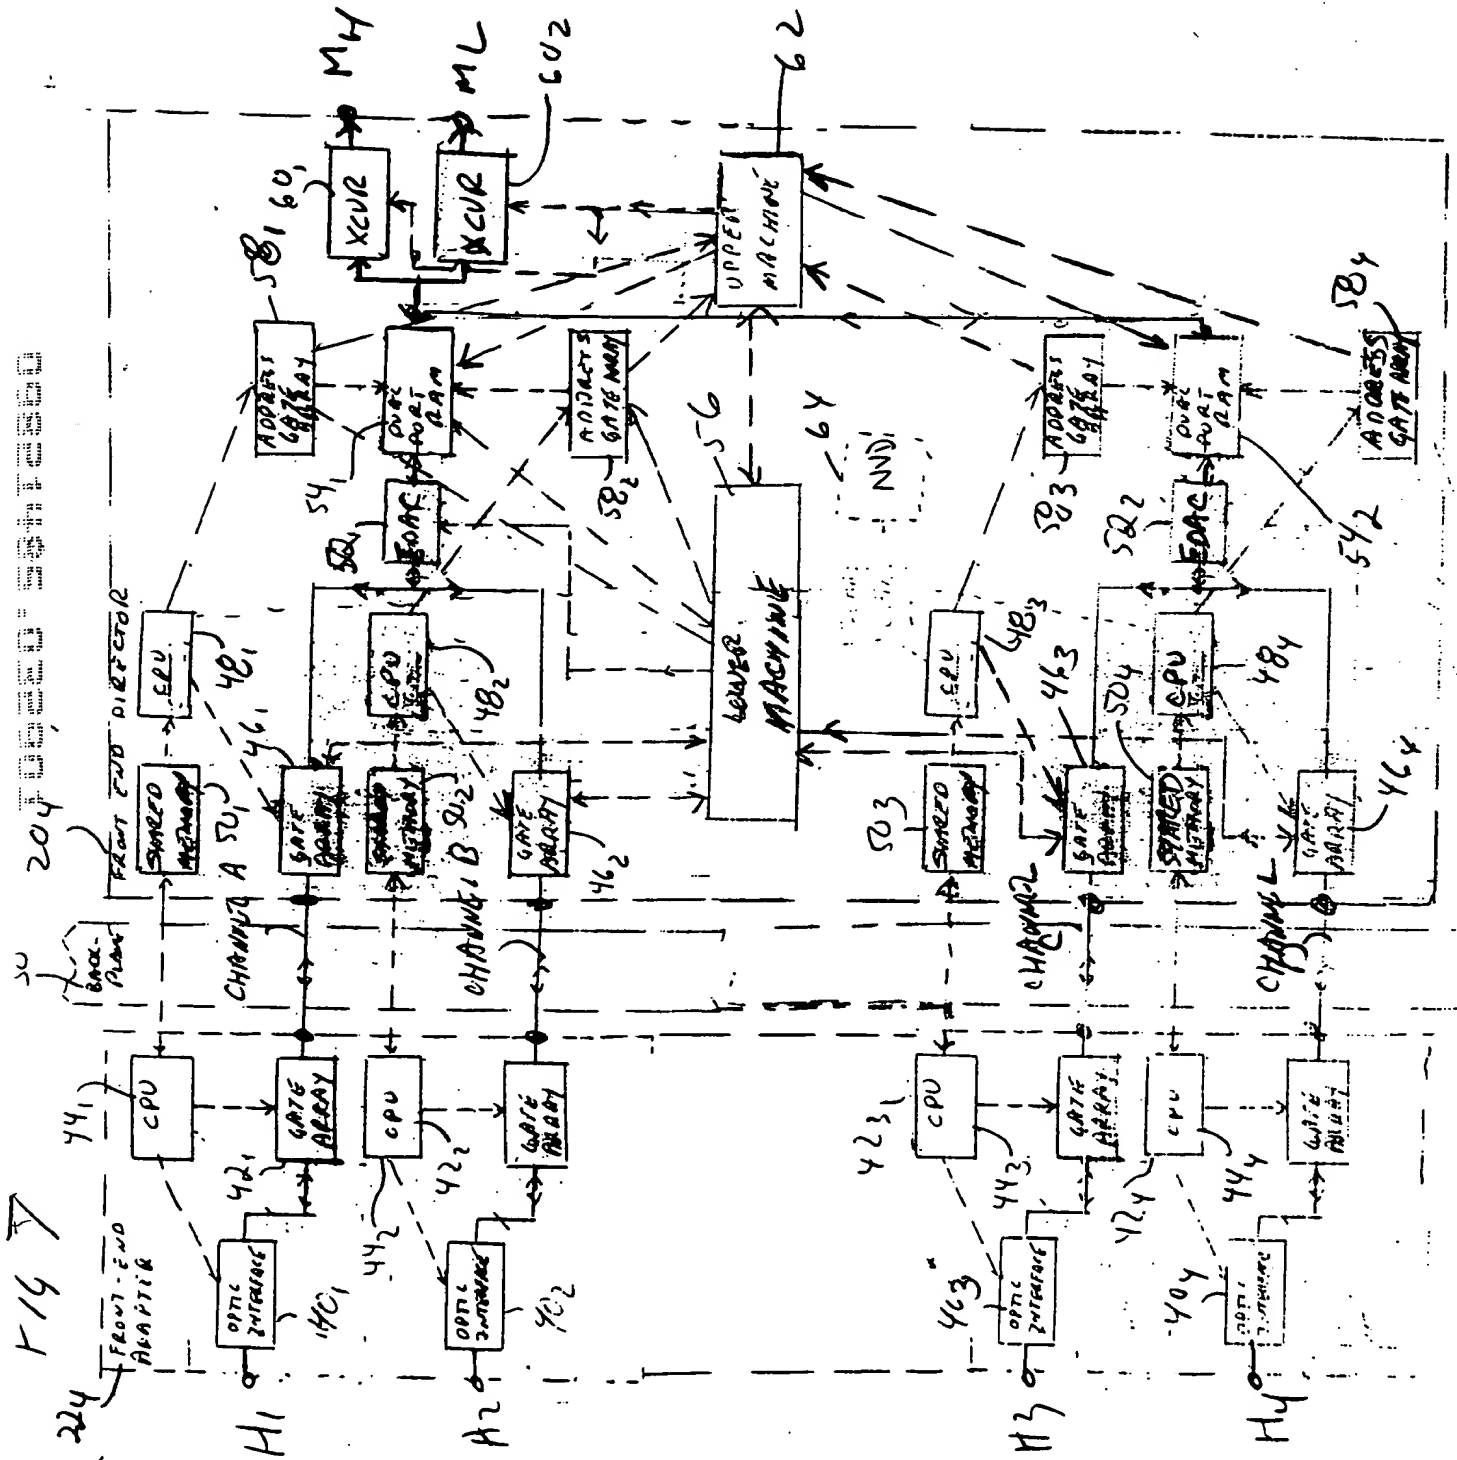 FIG 7
224
FRONT-END
ADAPTER
H1
H2
H3
H4
OPTIC
INTERFACE
40₁
OPTIC
INTERFACE
40₂
OPTIC
INTERFACE
463
40₄
44₁
CPU
42₁
GATE
ARRAY
CPU
44₂
42₂
GATE
ARRAY
423₁
CPU
44₃
GATE
ARRAY
42₄
CPU
44₄
GATE
ARRAY
BACK-
PLANE
CHANNEL A
CHANNEL B
CHANNEL
C
CHANNEL
204
FRONT END DIRECTOR
SHARED
MEMORY
50₁
CPU
48₁
46₁
GATE
ARRAY
MEMORY
50₂
CPU
48₂
GATE
ARRAY
46₂
SHARED
MEMORY
50₃
CPU
48₃
46₃
GATE
ARRAY
50₄
SHARED
MEMORY
CPU
48₄
GATE
ARRAY
46₄
LOWER
MACHINE
56
64
NVD
52₁
EDAC
54₁
DUAL
PORT
RAM
ADDRESS
GATE
ARRAY
58₁
ADDRESS
GATE ARRAY
58₂
52₂
EDAC
54₂
DUAL
PORT
RAM
ADDRESS
GATE
ARRAY
58₃
ADDRESS
GATE ARRAY
58₄
UPPER
MACHINE
62
XCVR
60₁
XCVR
60₂
MH
ML